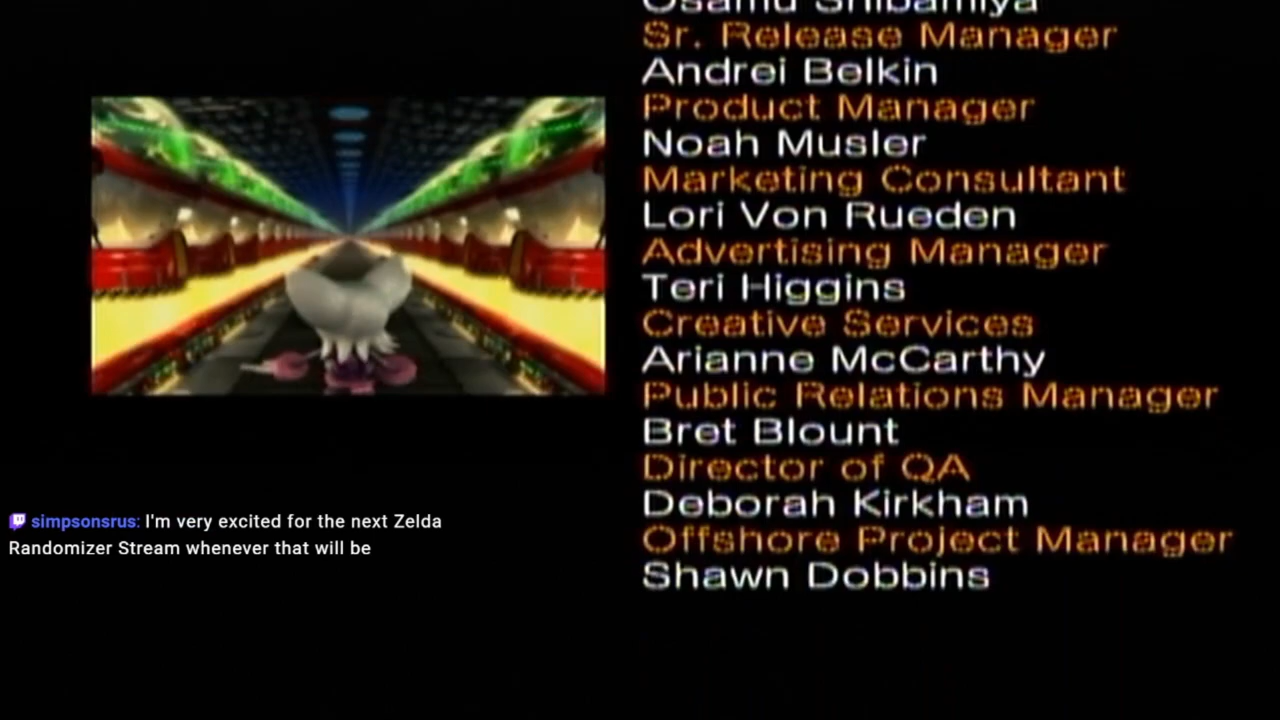 Osamu Shibamiya
Sr. Release Manager
Andrei Belkin
Product Manager
Noah Musler
Marketing Consultant
Lori Von Rueden
Advertising Manager
Teri Higgins
Creative Services
Arianne McCarthy
Public Relations Manager
Bret Blount
Director of QA
Deborah Kirkham
Offshore Project Manager
Shawn Dobbins
simpsonsrus: I'm very excited for the next Zelda
Randomizer Stream whenever that will be